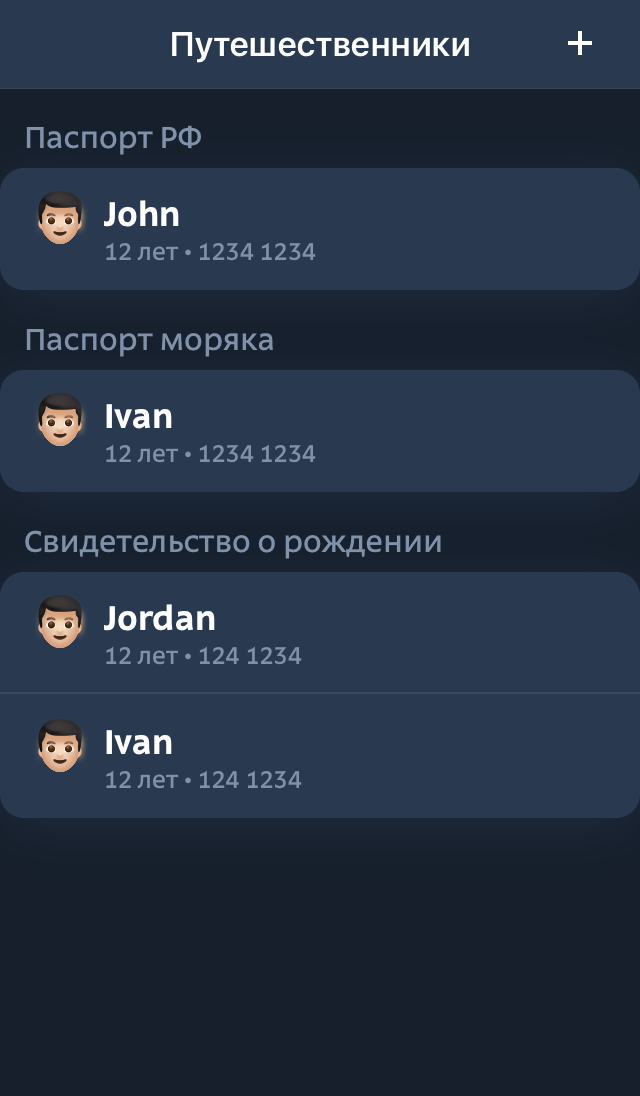 Путешественники +
Паспорт РФ
John
12 лет • 1234 1234
Паспорт моряка
Ivan
12 лет • 1234 1234
Свидетельство о рождении
Jordan
12 лет • 124 1234
Ivan
12 лет • 124 1234